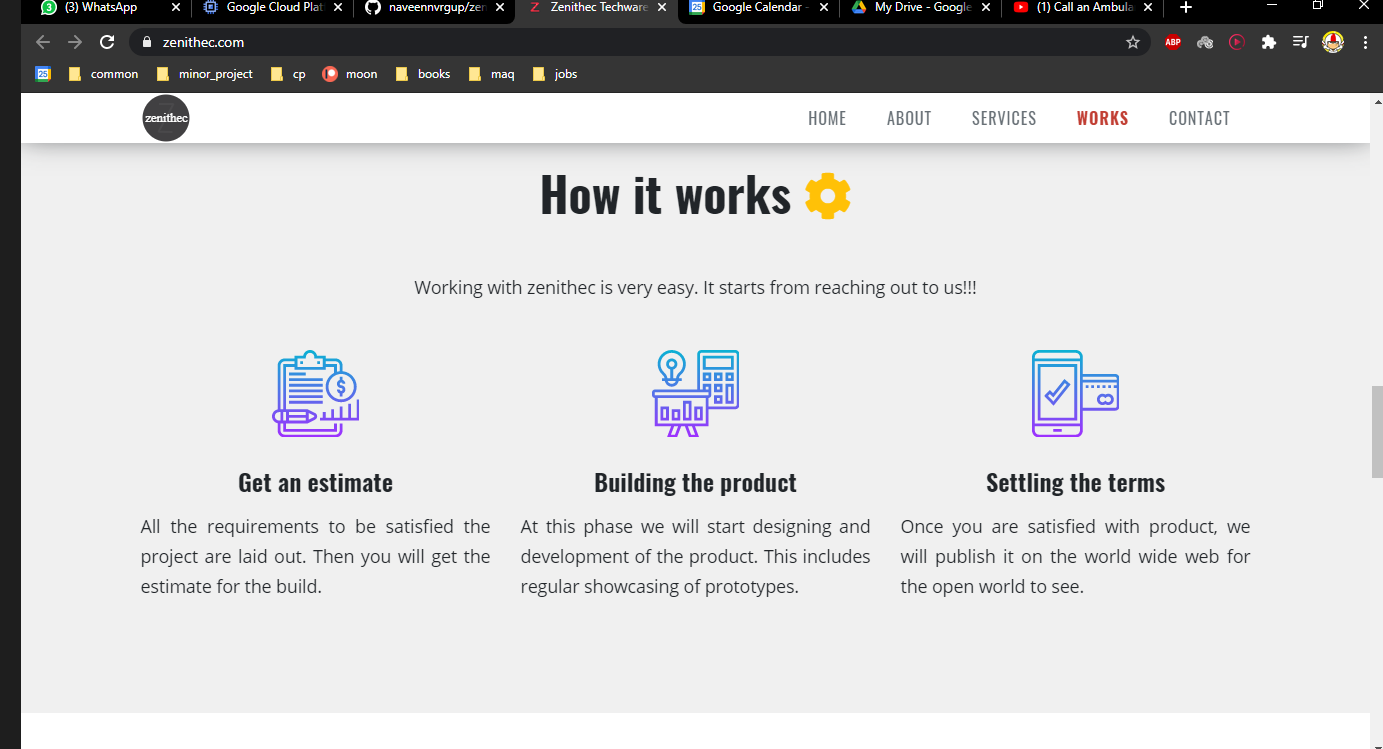 (3) WhatsApp
Google Cloud Plat
naveennvrgup/zen
Zenithec Techware
Google Calendar -
My Drive - Google
(1) Call an Ambula
zenithec.com
ABP
25 common minor_project cp moon books maq jobs
zenithec
HOME ABOUT SERVICES WORKS CONTACT
How it works
Working with zenithec is very easy. It starts from reaching out to us!!!
Get an estimate
All the requirements to be satisfied the
project are laid out. Then you will get the
estimate for the build.
Building the product
At this phase we will start designing and
development of the product. This includes
regular showcasing of prototypes.
Settling the terms
Once you are satisfied with product, we
will publish it on the world wide web for
the open world to see.